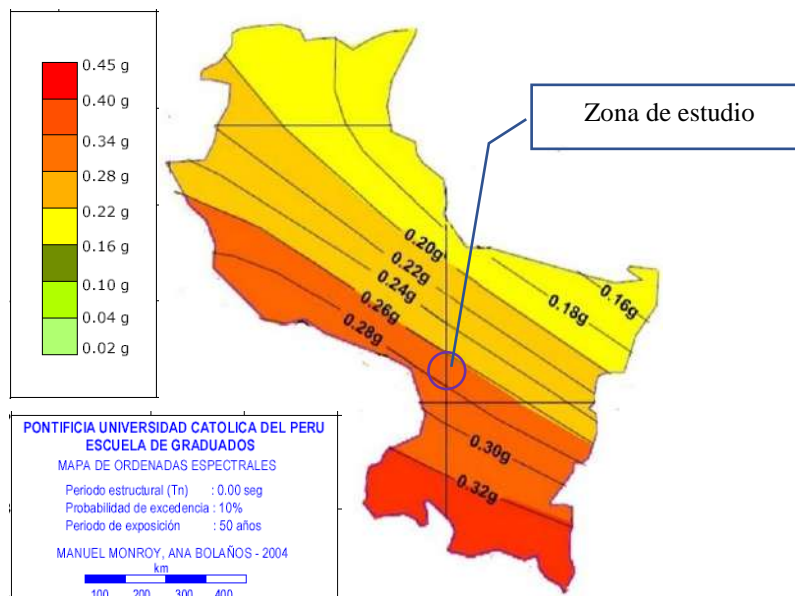 0.45 g
0.40 g
0.34 g
0.28 g
0.22 g
0.16 g
0.10 g
0.04 g
0.02 g
Zona de estudio
0.20g
0.22g
0.24g
0.26g
0.28g
0.16g
0.18g
0.30g
0.32g
PONTIFICIA UNIVERSIDAD CATOLICA DEL PERU
ESCUELA DE GRADUADOS
MAPA DE ORDENADAS ESPECTRALES
Periodo estructural (Tn) : 0.00 seg
Probabilidad de excedencia : 10%
Periodo de exposición : 50 años
MANUEL MONROY, ANA BOLAÑOS - 2004
km
100 200 300 400